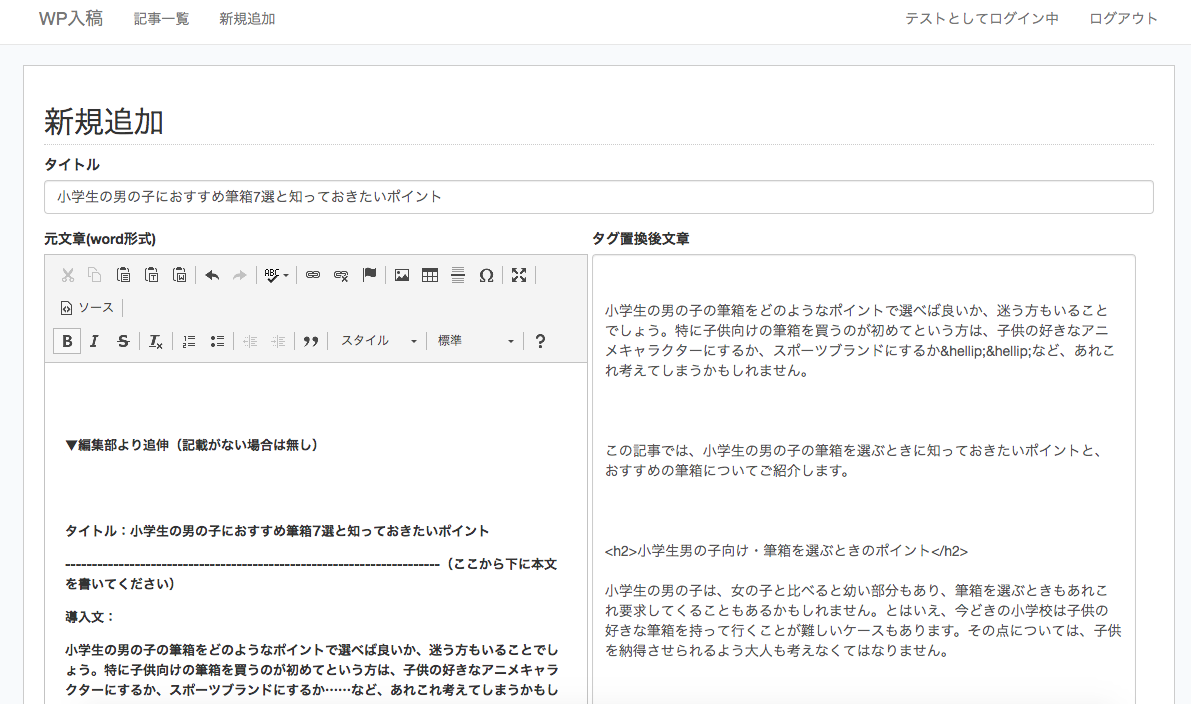 WP入稿 記事一覧 新規追加 テストとしてログイン中 ログアウト
新規追加
タイトル
小学生の男の子におすすめ筆箱7選と知っておきたいポイント
元文章(word形式)
ABC
Ω
ソース
B I S Tx スタイル 標準 ?
▼編集部より追伸（記載がない場合は無し）
タイトル：小学生の男の子におすすめ筆箱7選と知っておきたいポイント
----------------------------------------------------------------------（ここから下に本文
を書いてください）
導入文：
小学生の男の子の筆箱をどのようなポイントで選べば良いか、迷う方もいることでし
ょう。特に子供向けの筆箱を買うのが初めてという方は、子供の好きなアニメキャラ
クターにするか、スポーツブランドにするか……など、あれこれ考えてしまうかもし
タグ置換後文章
小学生の男の子の筆箱をどのようなポイントで選べば良いか、迷う方もいること
でしょう。特に子供向けの筆箱を買うのが初めてという方は、子供の好きなアニ
メキャラクターにするか、スポーツブランドにするか&hellip;&hellip;など、あれこ
れ考えてしまうかもしれません。
この記事では、小学生の男の子の筆箱を選ぶときに知っておきたいポイントと、
おすすめの筆箱についてご紹介します。
<h2>小学生男の子向け・筆箱を選ぶときのポイント</h2>
小学生の男の子は、女の子と比べると幼い部分もあり、筆箱を選ぶときもあれこ
れ要求してくることもあるかもしれません。とはいえ、今どきの小学校は子供の
好きな筆箱を持って行くことが難しいケースもあります。その点については、子供
を納得させられるよう大人も考えなくてはなりません。